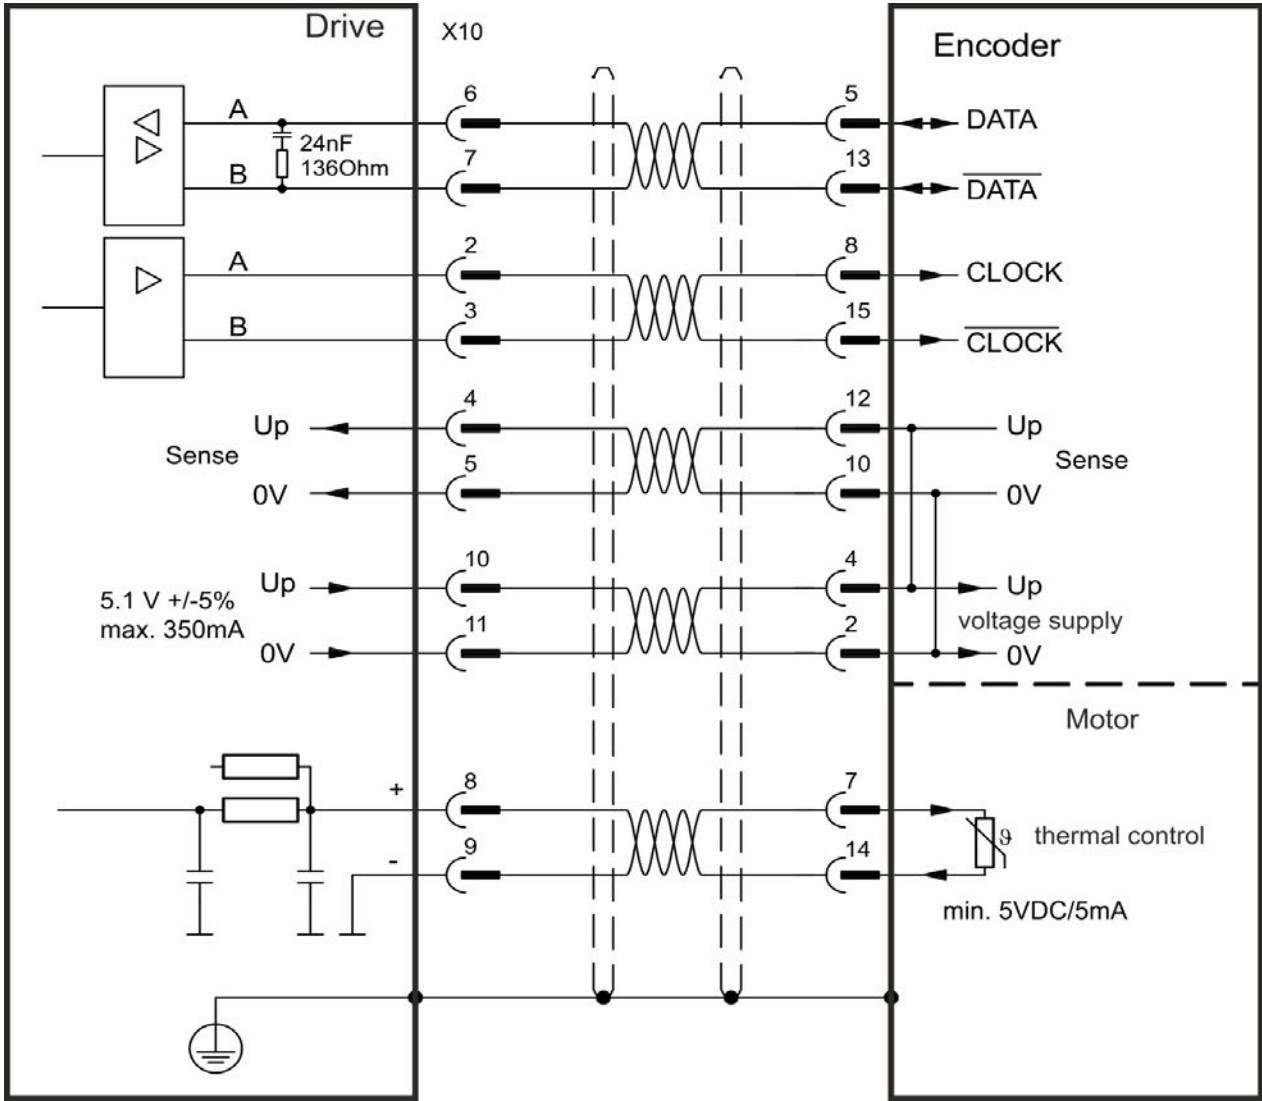 Drive
X10
Encoder
A
6
5
DATA
24nF
136Ohm
B
7
13
DATA
A
2
8
CLOCK
B
3
15
CLOCK
Up
4
12
Up
Sense
Sense
0V
5
10
0V
Up
10
4
Up
5.1 V +/-5%
max. 350mA
voltage supply
0V
11
2
0V
Motor
+
8
7
ϑ thermal control
-
9
14
min. 5VDC/5mA